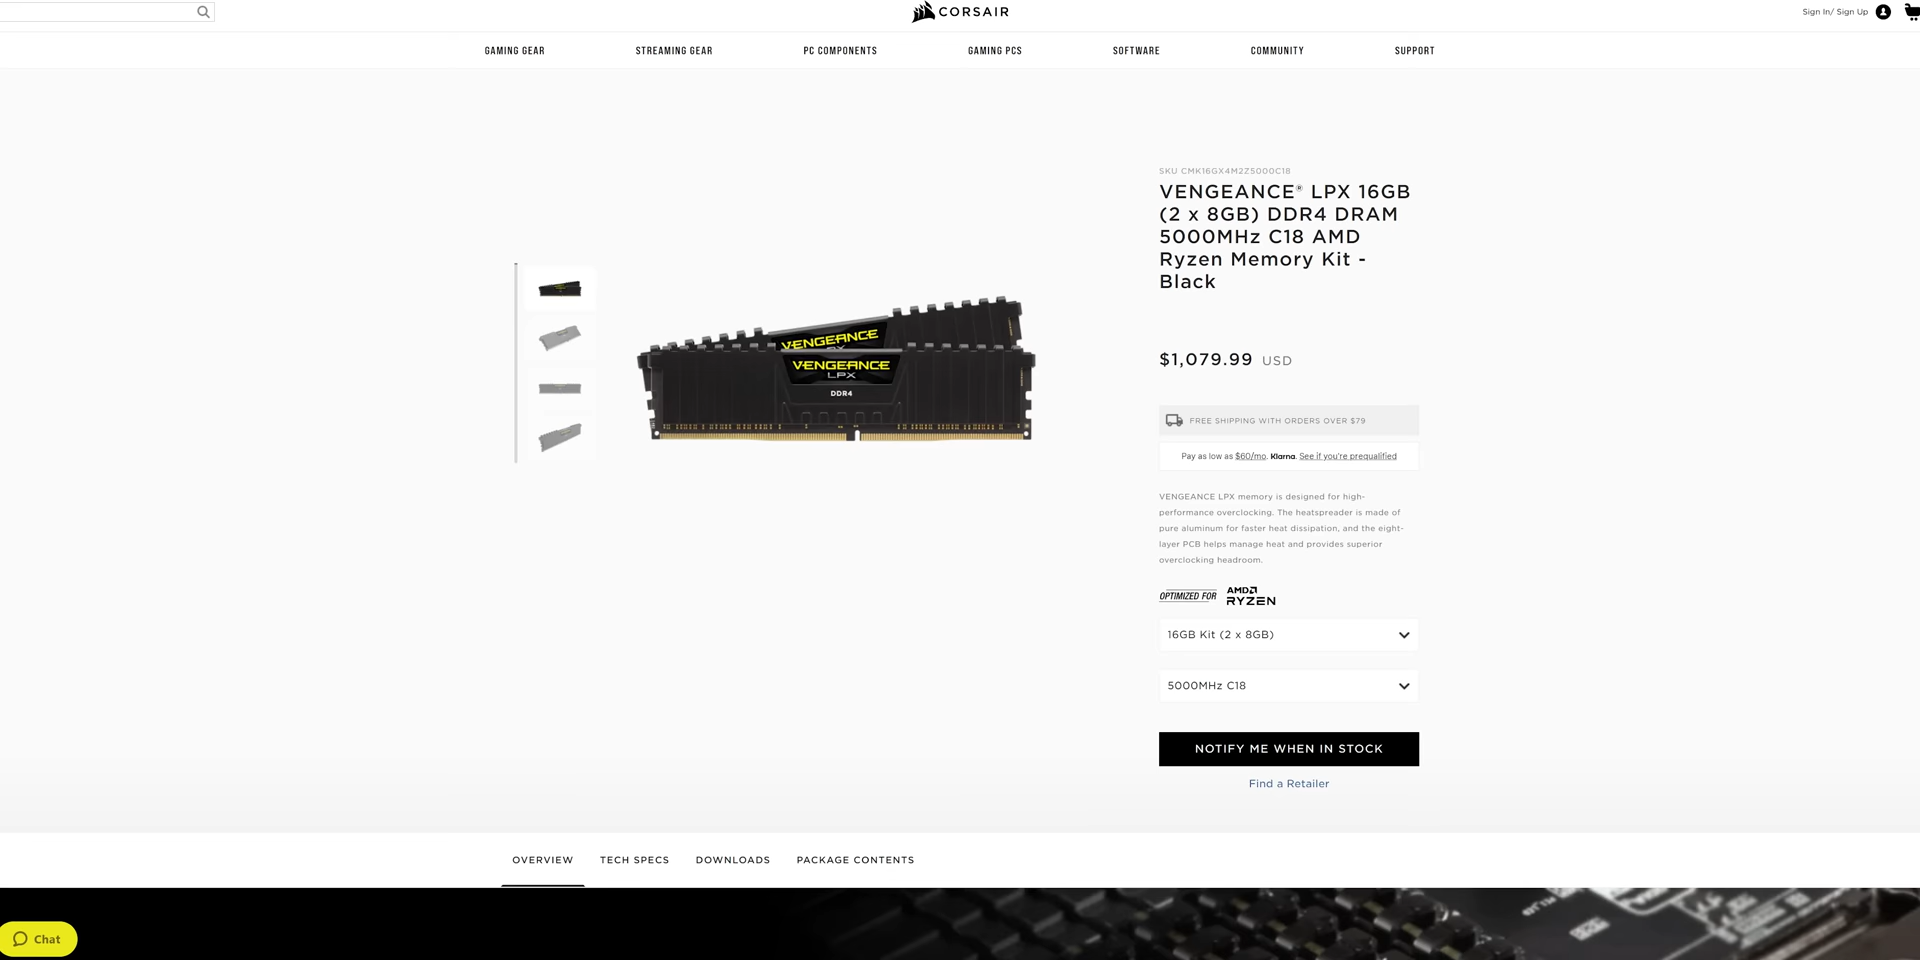 CORSAIR
Sign In/ Sign Up
GAMING GEAR
STREAMING GEAR
PC COMPONENTS
GAMING PCS
SOFTWARE
COMMUNITY
SUPPORT
VENGEANCE
VENGEANCE
LPX
DDR4
SKU CMK16GX4M2Z5000C18
VENGEANCE® LPX 16GB
(2 x 8GB) DDR4 DRAM
5000MHz C18 AMD
Ryzen Memory Kit -
Black
$1,079.99 USD
FREE SHIPPING WITH ORDERS OVER $79
Pay as low as $60/mo. Klarna. See if you're prequalified
VENGEANCE LPX memory is designed for high-
performance overclocking. The heatspreader is made of
pure aluminum for faster heat dissipation, and the eight-
layer PCB helps manage heat and provides superior
overclocking headroom.
OPTIMIZED FOR
AMD
RYZEN
16GB Kit (2 x 8GB)
5000MHz C18
NOTIFY ME WHEN IN STOCK
Find a Retailer
OVERVIEW
TECH SPECS
DOWNLOADS
PACKAGE CONTENTS
Chat